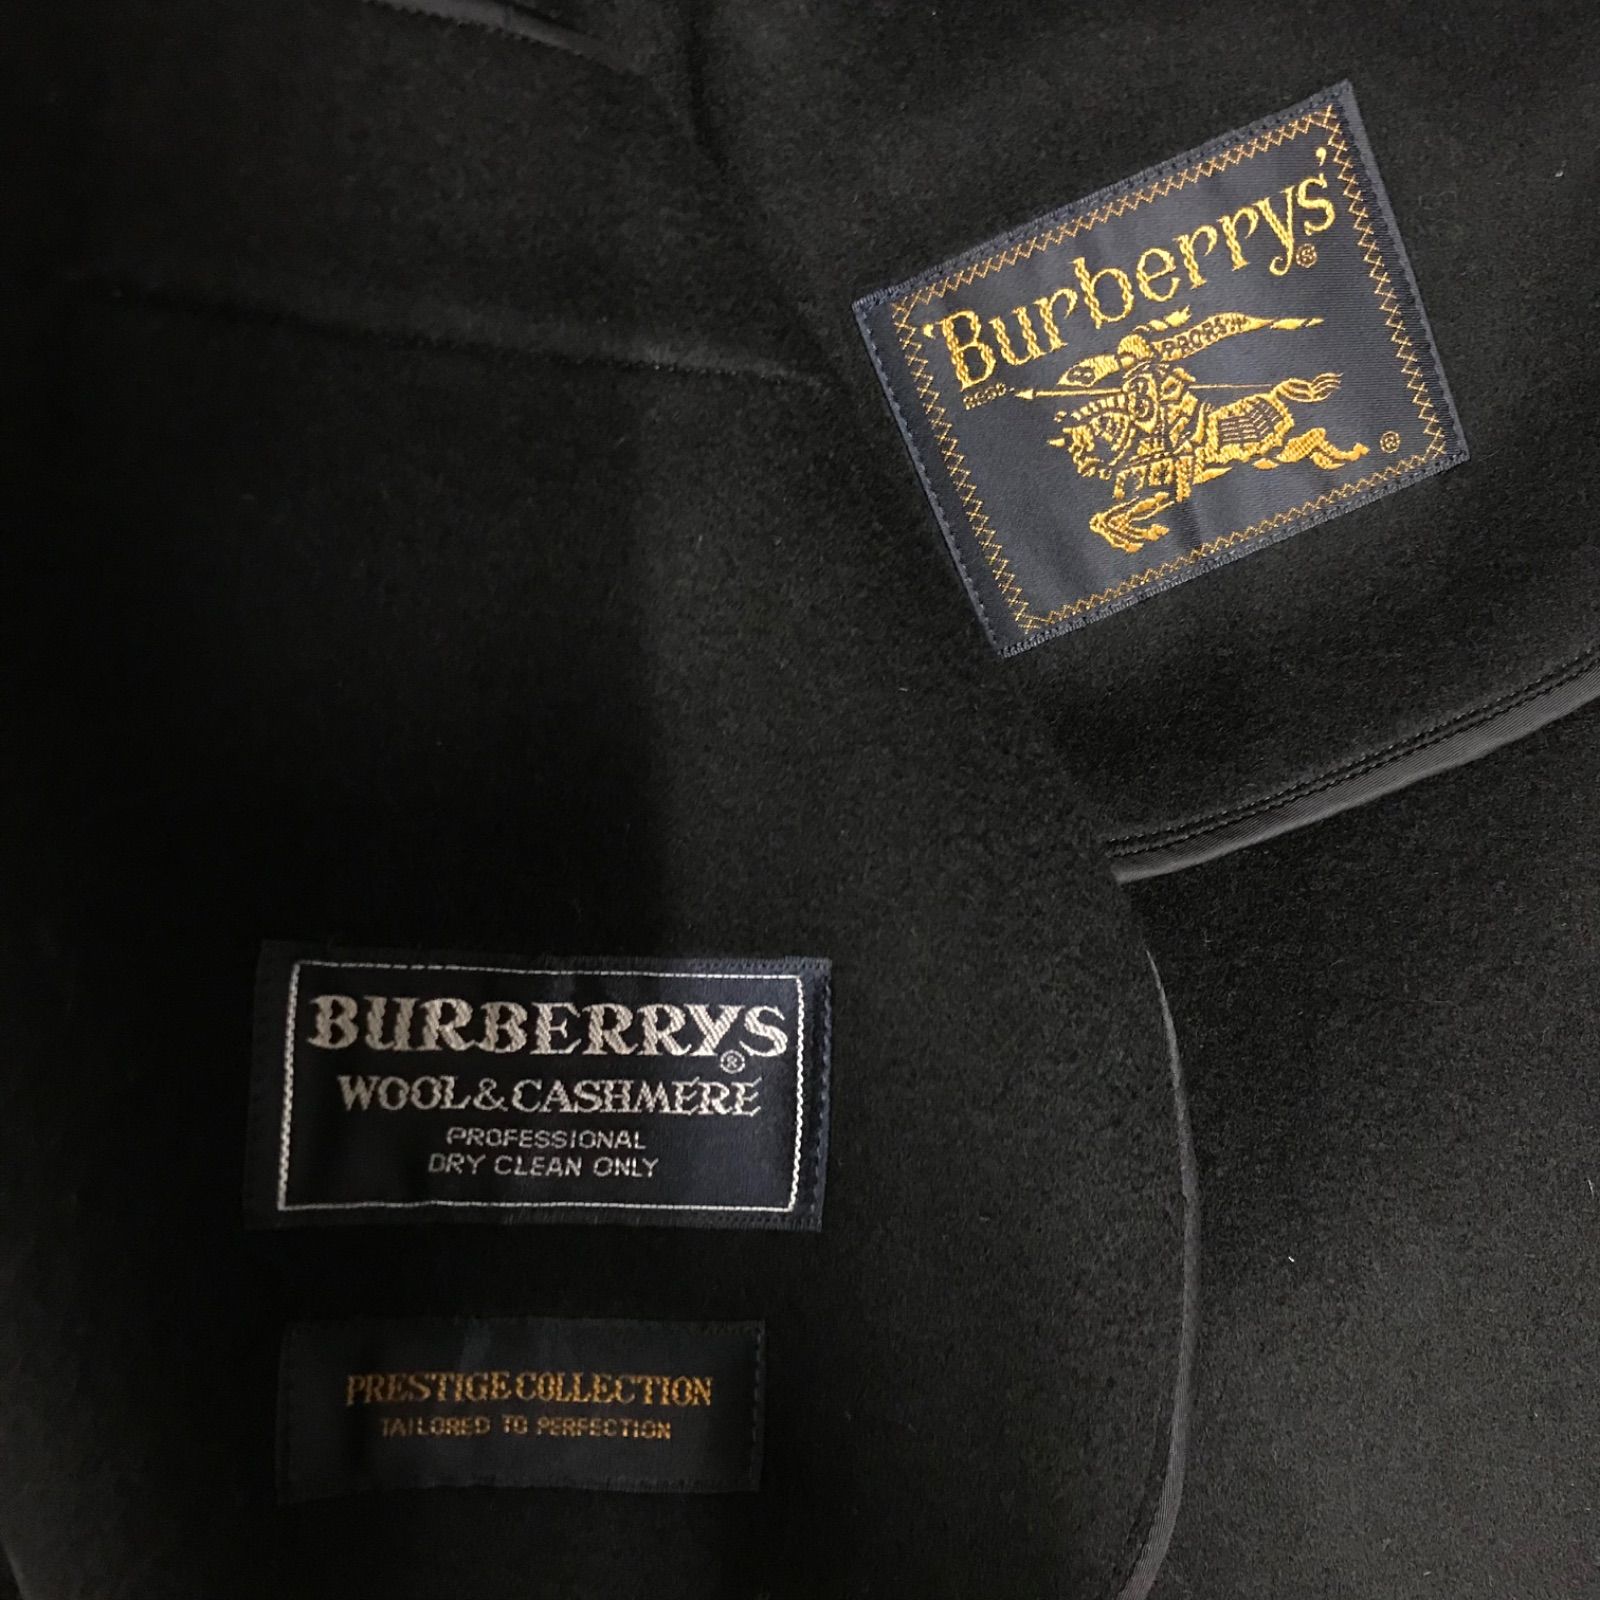 'Burberrys'
®
PRORSUM
REGD
®
BURBERRYS
®
WOOL & CASHMERE
PROFESSIONAL
DRY CLEAN ONLY
PRESTIGE COLLECTION
TAILORED TO PERFECTION